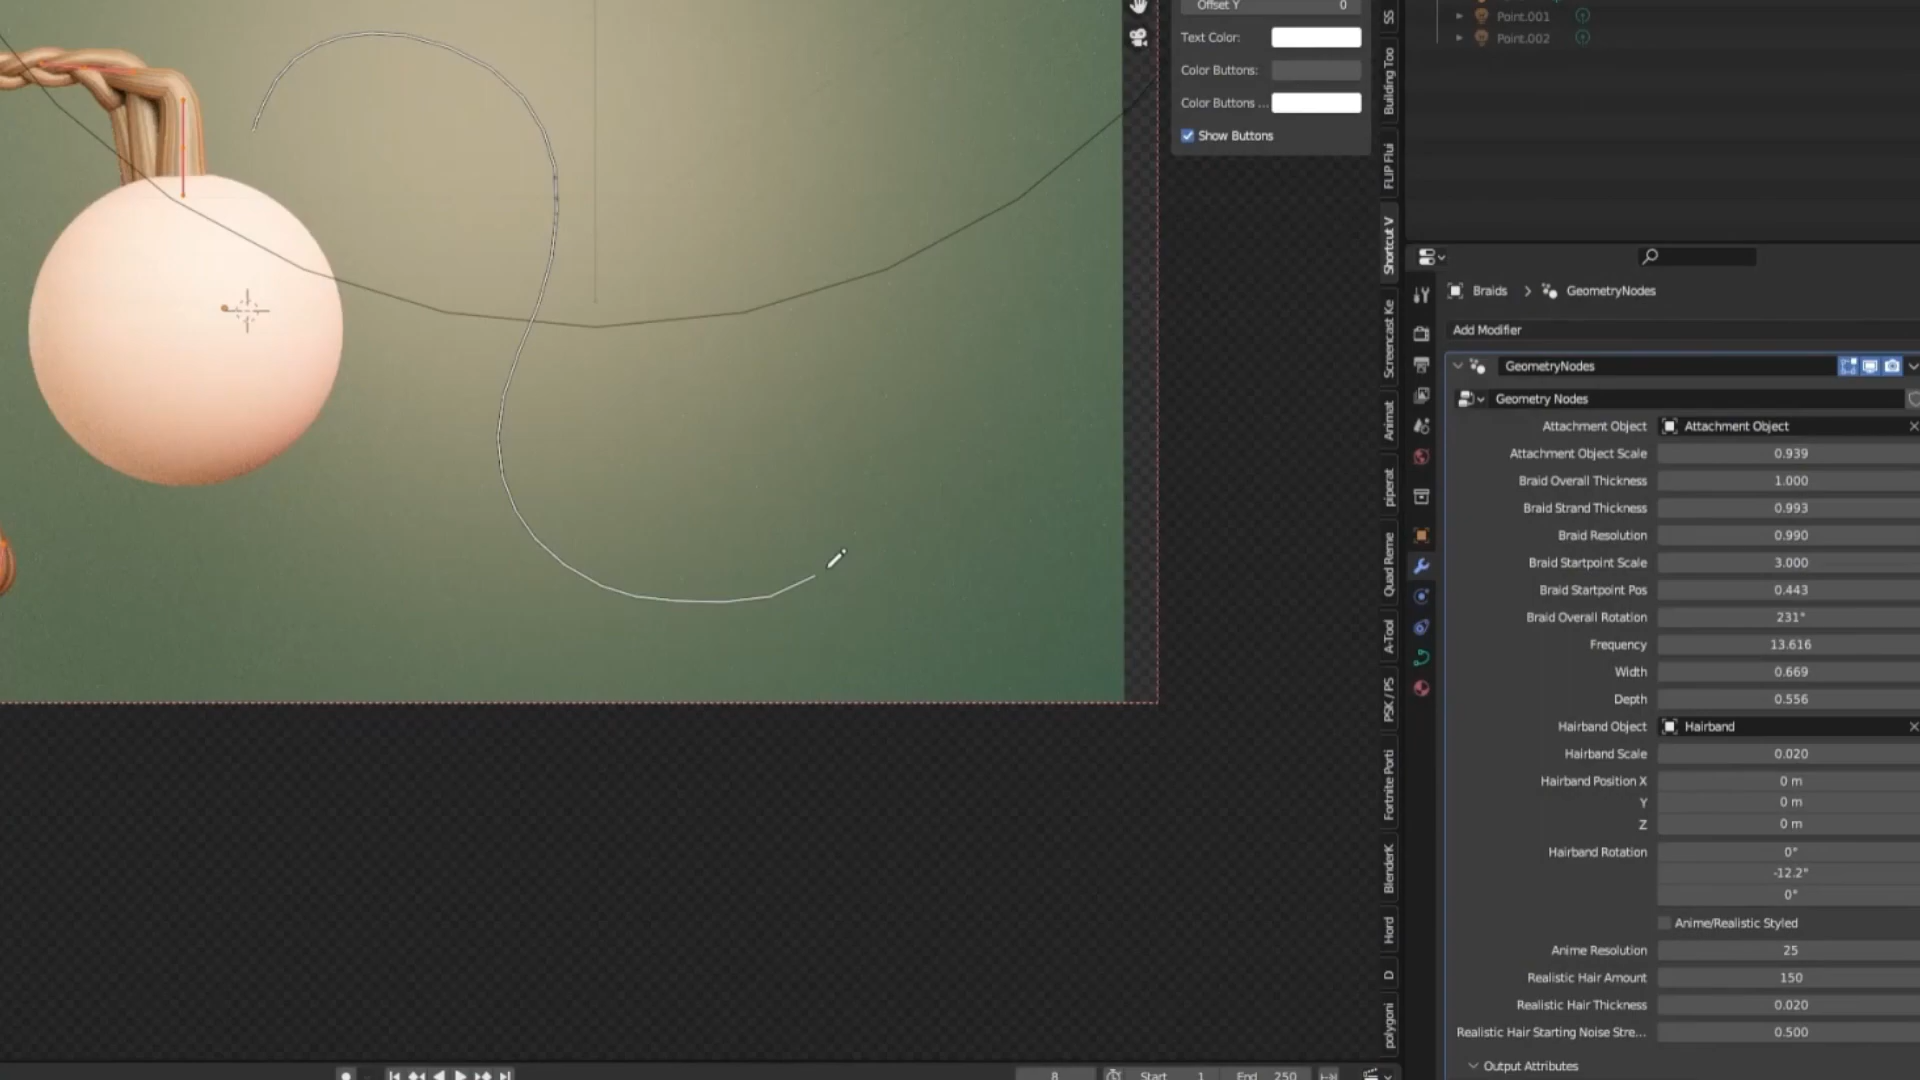 Offset Y 0
Text Color:
Color Buttons:
Color Buttons ...
Show Buttons
SS
Building Too
FLIP Flui
Shortcut V
Screencast Ke
Animat
piperat
Quad Reme
A-Tool
PSK / PS
Fortnite Porti
BlenderK
Hord
D
polygoni
Point.001
Point.002
Braids > GeometryNodes
Add Modifier
GeometryNodes
Geometry Nodes
Attachment Object Attachment Object
Attachment Object Scale 0.939
Braid Overall Thickness 1.000
Braid Strand Thickness 0.993
Braid Resolution 0.990
Braid Startpoint Scale 3.000
Braid Startpoint Pos 0.443
Braid Overall Rotation 231°
Frequency 13.616
Width 0.669
Depth 0.556
Hairband Object Hairband
Hairband Scale 0.020
Hairband Position X 0 m
Y 0 m
Z 0 m
Hairband Rotation 0°
-12.2°
0°
Anime/Realistic Styled
Anime Resolution 25
Realistic Hair Amount 150
Realistic Hair Thickness 0.020
Realistic Hair Starting Noise Stre... 0.500
Output Attributes
8 Start 1 End 250